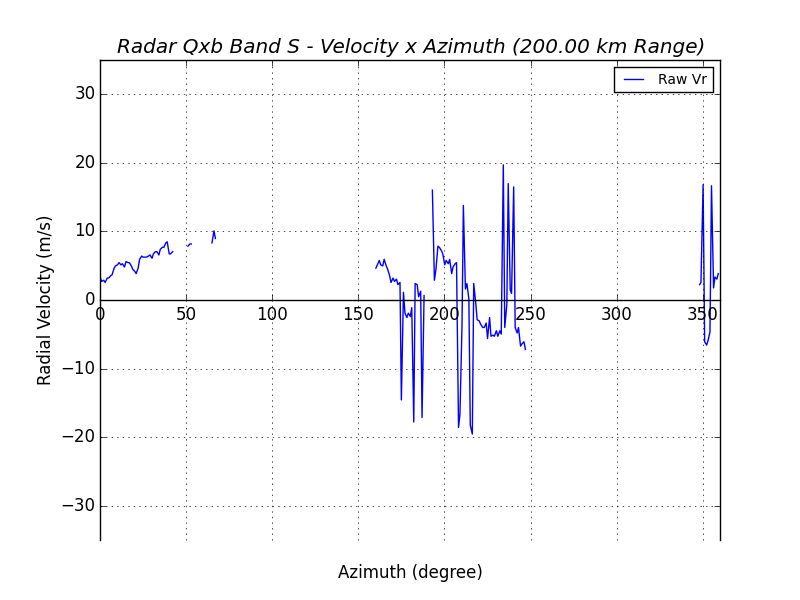 Radar Qxb Band S - Velocity x Azimuth (200.00 km Range)
Raw Vr
30
20
10
0
−10
−20
−30
0 50 100 150 200 250 300 350
Radial Velocity (m/s)
Azimuth (degree)